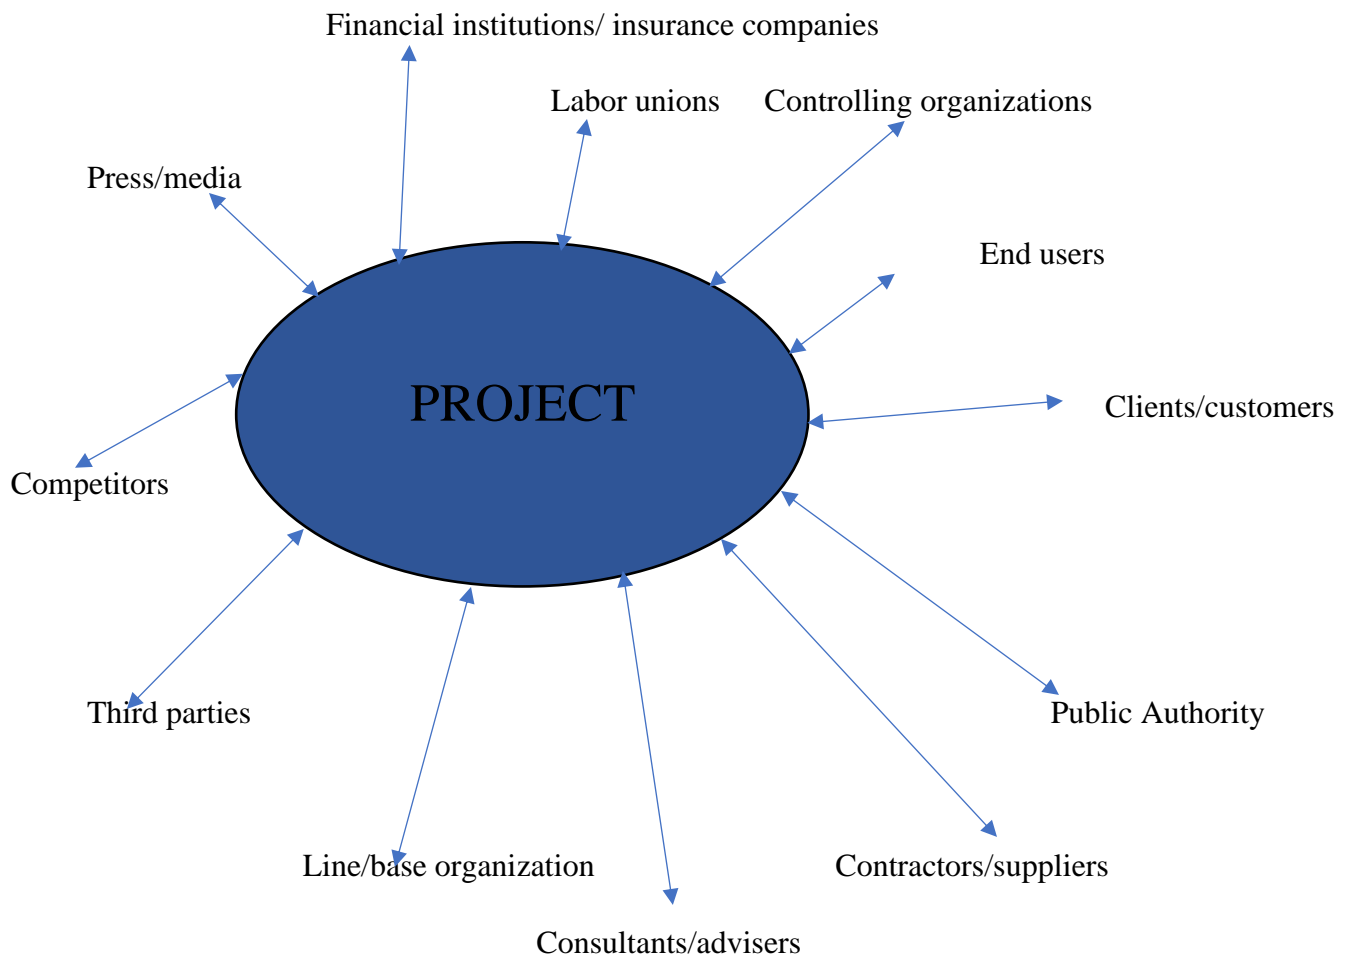 Financial institutions/ insurance companies
Labor unions
Controlling organizations
Press/media
End users
PROJECT
Clients/customers
Competitors
Third parties
Public Authority
Line/base organization
Contractors/suppliers
Consultants/advisers